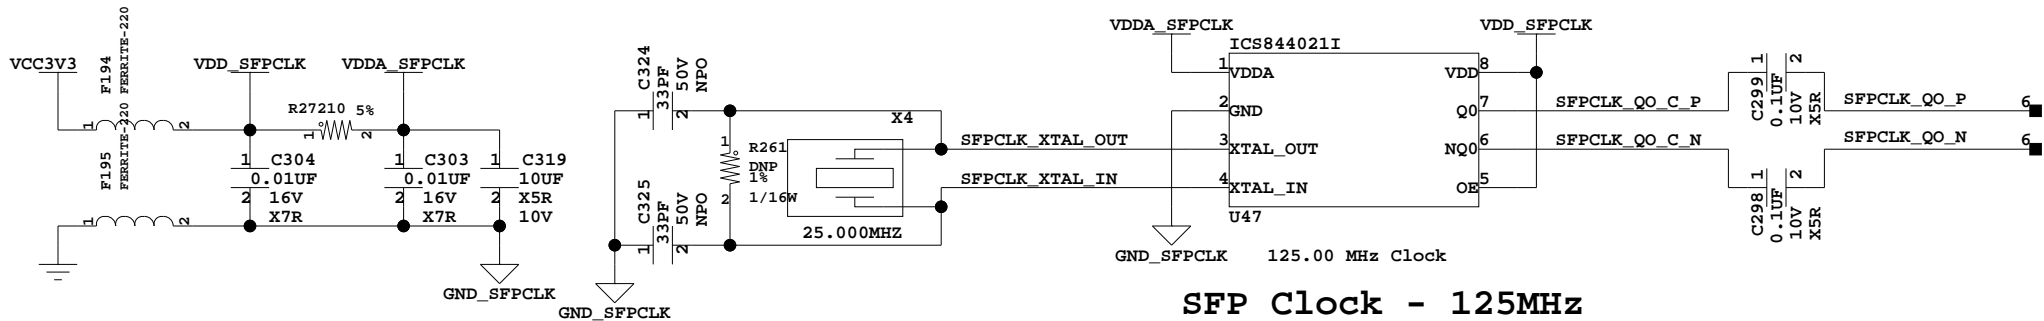 VCC3V3
F194
FERRITE-220
1
2
F195
FERRITE-220
1
2
VDD_SFPCLK
R27210 5%
1
2
VDDA_SFPCLK
1
C304
0.01UF
2
16V
X7R
1
C303
0.01UF
2
16V
X7R
1
C319
10UF
2
X5R
10V
GND_SFPCLK
C324
33PF
50V
NPO
1
2
C325
33PF
50V
NPO
1
2
GND_SFPCLK
1
R261
DNP
1%
2
1/16W
X4
25.000MHZ
SFPCLK_XTAL_OUT
SFPCLK_XTAL_IN
VDDA_SFPCLK
ICS844021I
1
VDDA
2
GND
3
XTAL_OUT
4
XTAL_IN
VDD
8
Q0
7
NQ0
6
OE
5
U47
VDD_SFPCLK
GND_SFPCLK
125.00 MHz Clock
SFPCLK_QO_C_P
SFPCLK_QO_C_N
C299
0.1UF
10V
X5R
1
2
C298
0.1UF
10V
X5R
1
2
SFPCLK_QO_P
6
SFPCLK_QO_N
6
SFP Clock - 125MHz